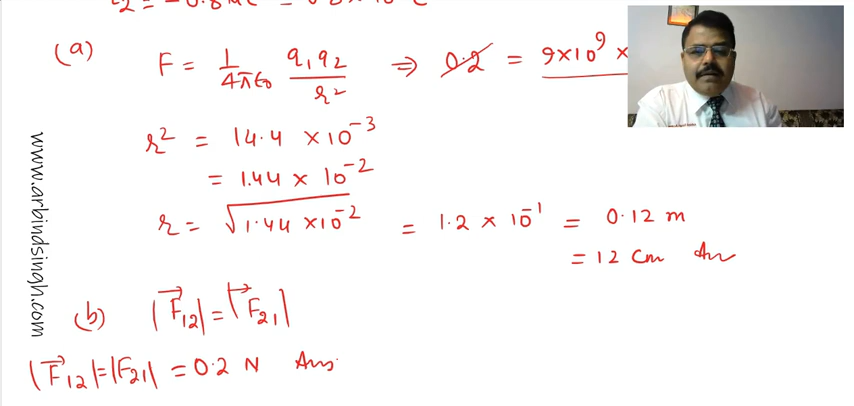 (a)
F = 1/4πε₀ q₁q₂/r² ⇒ 0.2 = 9×10⁹ ×
r² = 14.4 × 10⁻³
= 1.44 × 10⁻²
r = √1.44 × 10⁻² = 1.2 × 10⁻¹ = 0.12 m
= 12 cm An
(b) |F⃗₁₂| = |F⃗₂₁|
|F⃗₁₂| = |F₂₁| = 0.2 N Ans.
www.arbindsingh.com